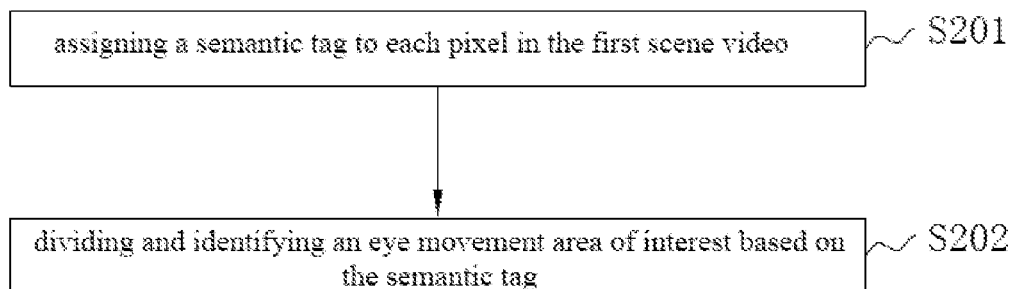 assigning a semantic tag to each pixel in the first scene video
S201
dividing and identifying an eye movement area of interest based on
the semantic tag
S202